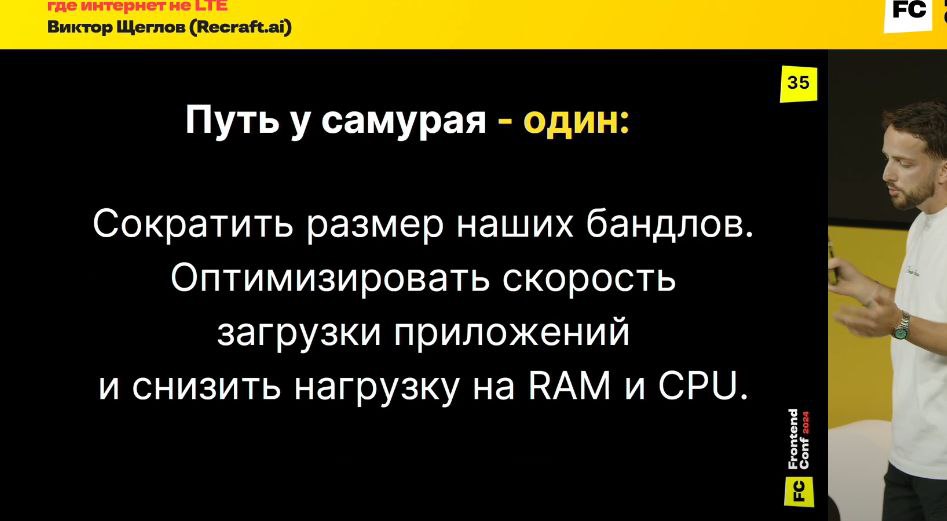 где интернет не LTE
Виктор Щеглов (Recraft.ai)
FC
35
Путь у самурая - один:
Сократить размер наших бандлов.
Оптимизировать скорость
загрузки приложений
и снизить нагрузку на RAM и CPU.
Frontend
Conf 2024
FC